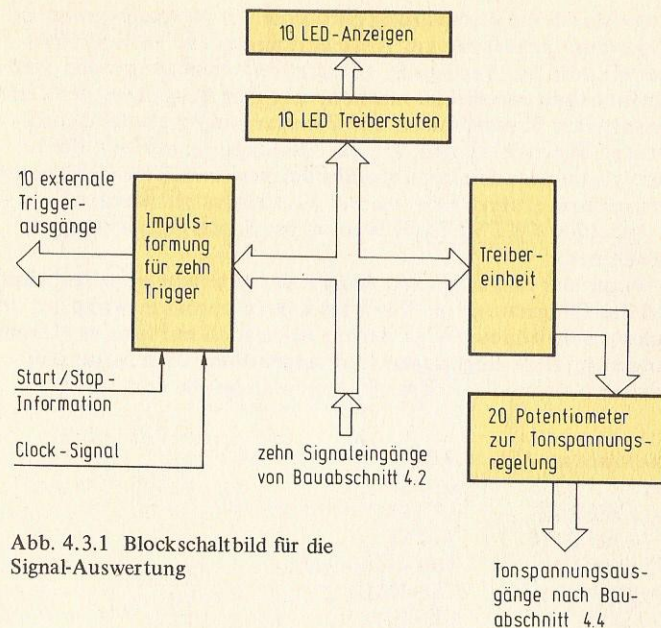 10 LED-Anzeigen
10 LED Treiberstufen
10 externale
Trigger-
ausgänge
Impuls-
formung
für zehn
Trigger
Treiber-
einheit
Start/Stop-
Information
Clock-Signal
zehn Signaleingänge
von Bauabschnitt 4.2
20 Potentiometer
zur Tonspannungs-
regelung
Abb. 4.3.1 Blockschaltbild für die
Signal-Auswertung
Tonspannungsaus-
gänge nach Bau-
abschnitt 4.4